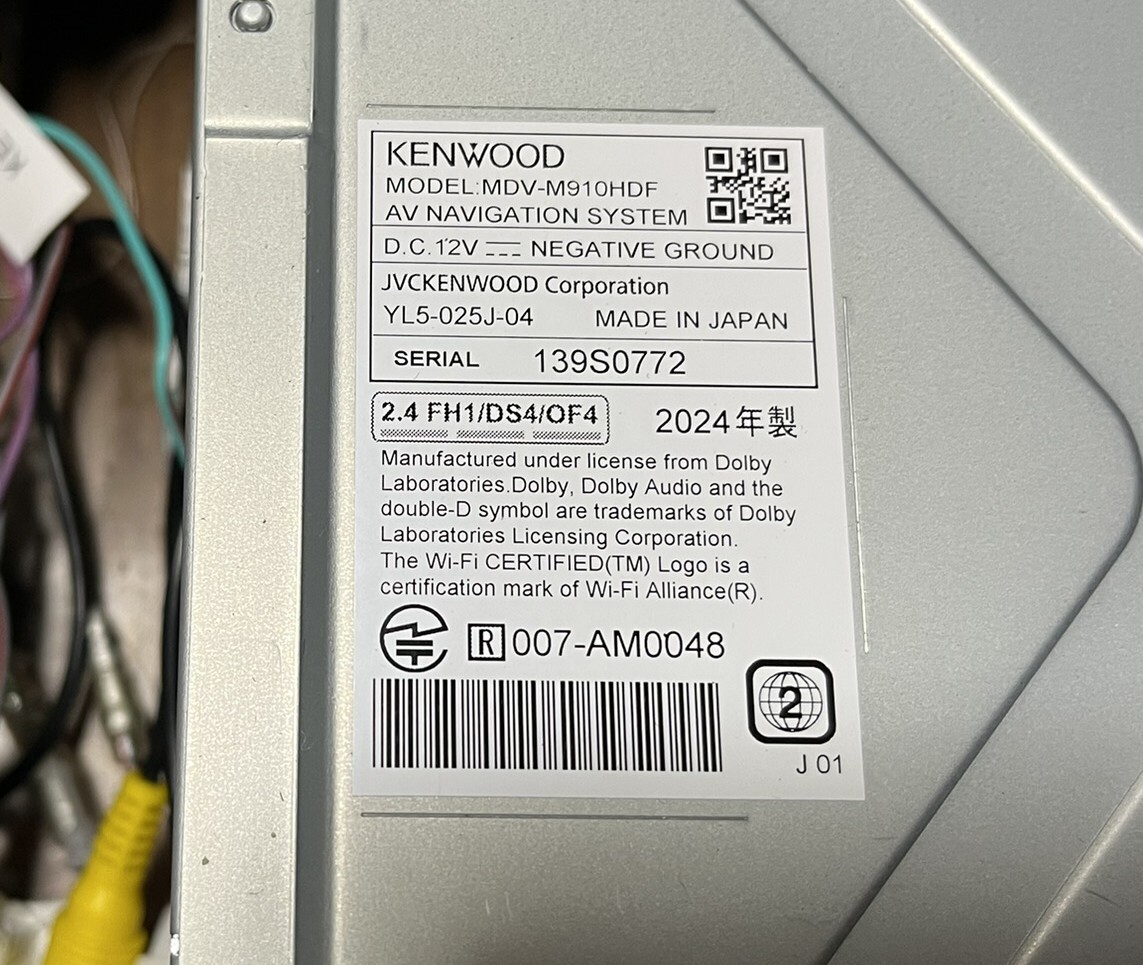 KENWOOD
MODEL:MDV-M910HDF
AV NAVIGATION SYSTEM
D.C.12V NEGATIVE GROUND
JVCKENWOOD Corporation
YL5-025J-04 MADE IN JAPAN
SERIAL 139S0772
2.4 FH1/DS4/OF4 2024年製
Manufactured under license from Dolby
Laboratories.Dolby, Dolby Audio and the
double-D symbol are trademarks of Dolby
Laboratories Licensing Corporation.
The Wi-Fi CERTIFIED(TM) Logo is a
certification mark of Wi-Fi Alliance(R).
R 007-AM0048
2
J 01